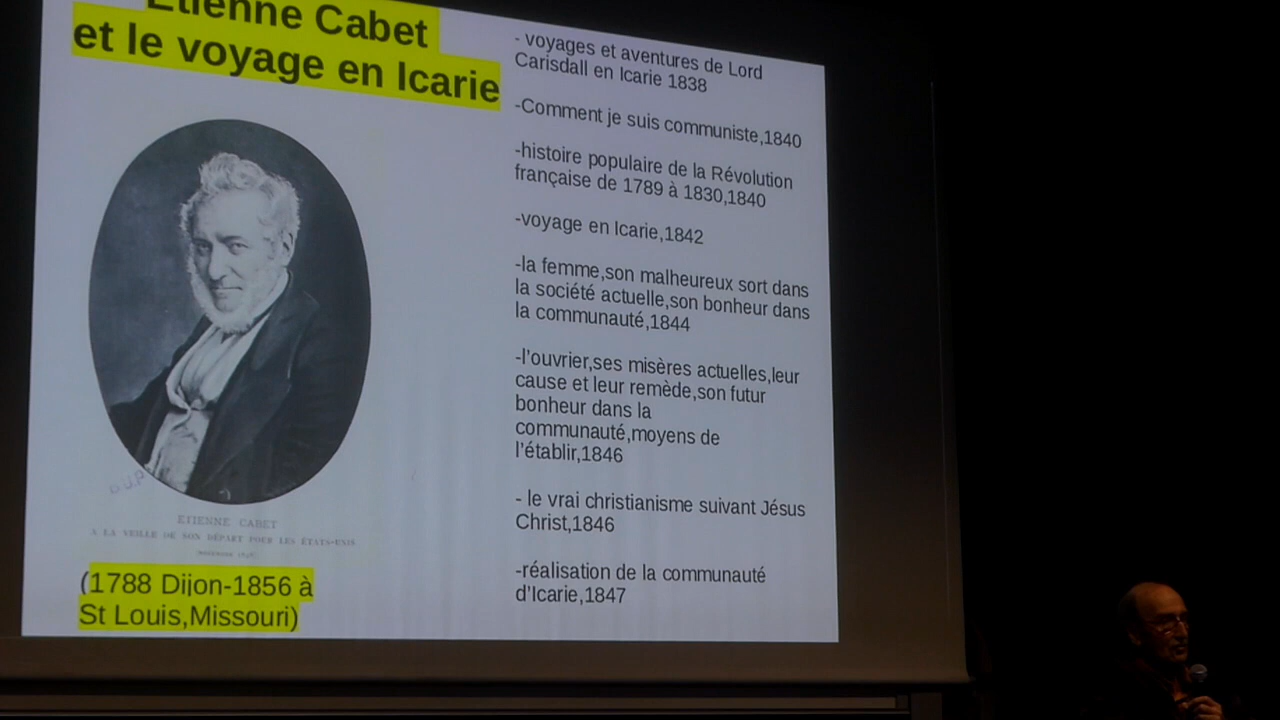 Etienne Cabet
et le voyage en Icarie
ETIENNE CABET
A LA VEILLE DE SON DÉPART POUR LES ÉTATS-UNIS
(1788 Dijon-1856 à
St Louis,Missouri)
- voyages et aventures de Lord
Carisdall en Icarie 1838
-Comment je suis communiste,1840
-histoire populaire de la Révolution
française de 1789 à 1830,1840
-voyage en Icarie,1842
-la femme,son malheureux sort dans
la société actuelle,son bonheur dans
la communauté,1844
-l'ouvrier,ses misères actuelles,leur
cause et leur remède,son futur
bonheur dans la
communauté,moyens de
l'établir,1846
- le vrai christianisme suivant Jésus
Christ,1846
-réalisation de la communauté
d'Icarie,1847